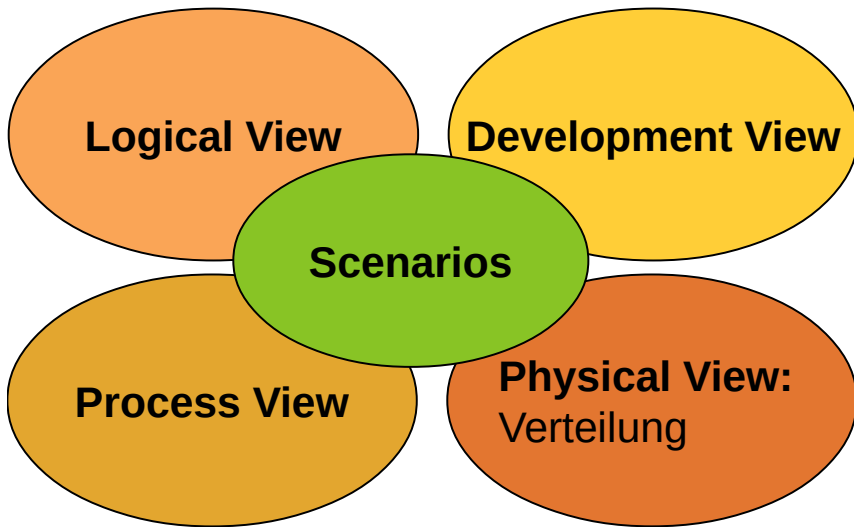 Logical View
Development View
Scenarios
Process View
Physical View:
Verteilung